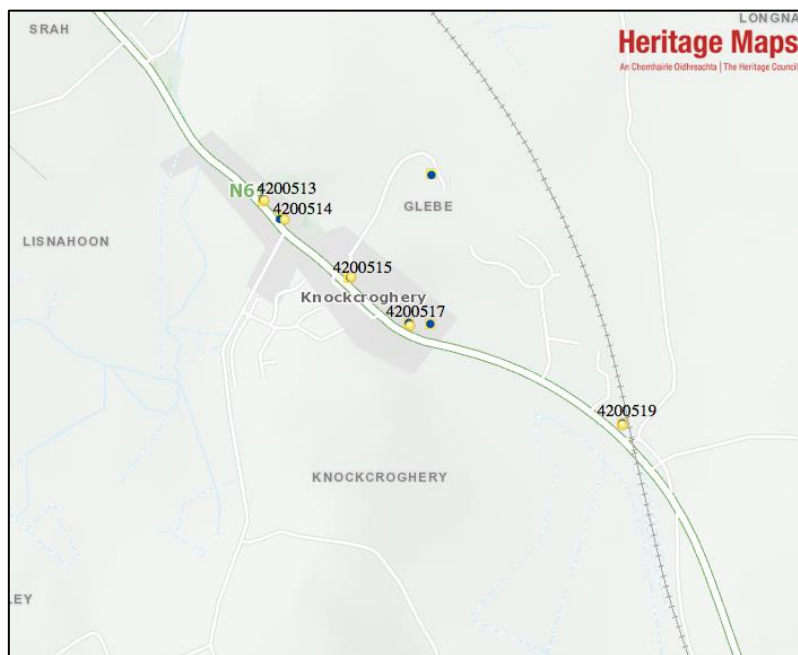 SRAH
LONGNA
Heritage Maps
An Chomhairle Oidhreachta | The Heritage Council
N6
4200513
4200514
GLEBE
LISNAHOON
4200515
Knockcroghery
4200517
4200519
KNOCKCROGHERY
LEY